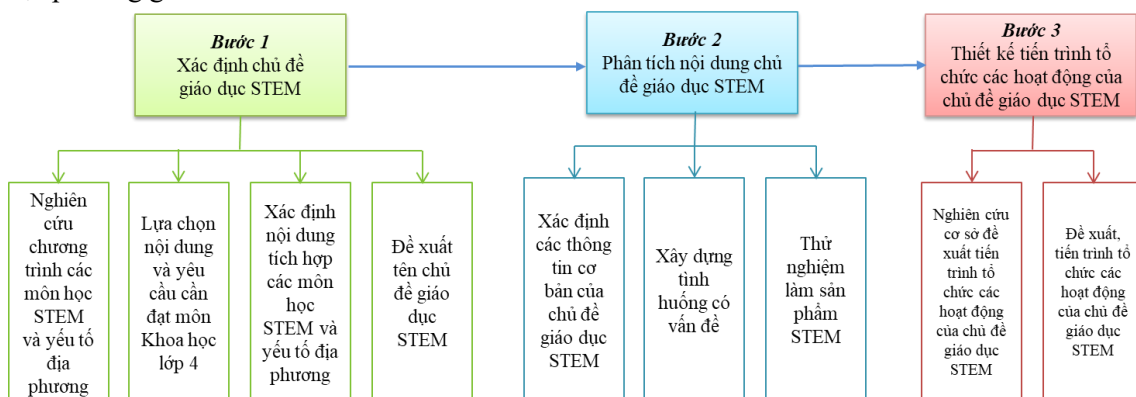 Bước 1
Xác định chủ đề
giáo dục STEM
Bước 2
Phân tích nội dung chủ
đề giáo dục STEM
Bước 3
Thiết kế tiến trình tổ
chức các hoạt động của
chủ đề giáo dục STEM
Nghiên
cứu
chương
trình các
môn học
STEM
và yếu tố
địa
phương
Lựa chọn
nội dung
và yêu
cầu cần
đạt môn
Khoa học
lớp 4
Xác định
nội dung
tích hợp
các môn
học
STEM và
yếu tố địa
phương
Đề xuất
tên chủ
đề giáo
dục
STEM
Xác định
các thông
tin cơ
bản của
chủ đề
giáo dục
STEM
Xây dựng
tình
huống có
vấn đề
Thử
nghiệm
làm sản
phẩm
STEM
Nghiên cứu
cơ sở đề
xuất tiến
trình tổ
chức các
hoạt động
của chủ đề
giáo dục
STEM
Đề xuất,
tiến trình tổ
chức các
hoạt động
của chủ đề
giáo dục
STEM